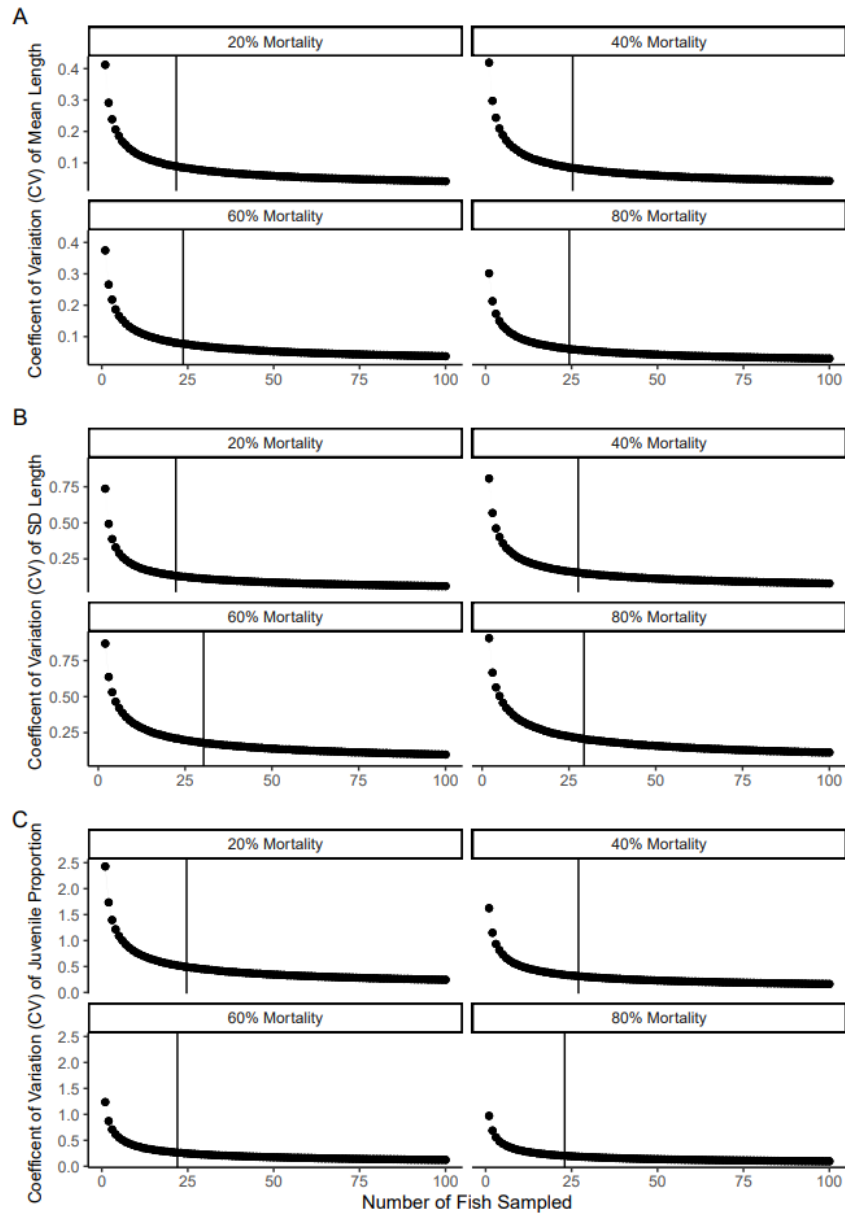 A
20% Mortality 40% Mortality
Coefficent of Variation (CV) of Mean Length
0.4
0.3
0.2
0.1
60% Mortality 80% Mortality
0.4
0.3
0.2
0.1
0 25 50 75 100 0 25 50 75 100
B
20% Mortality 40% Mortality
Coefficent of Variation (CV) of SD Length
0.75
0.50
0.25
60% Mortality 80% Mortality
0.75
0.50
0.25
0 25 50 75 100 0 25 50 75 100
C
20% Mortality 40% Mortality
Coefficent of Variation (CV) of Juvenile Proportion
2.5
2.0
1.5
1.0
0.5
0.0
60% Mortality 80% Mortality
2.5
2.0
1.5
1.0
0.5
0.0
0 25 50 75 100 0 25 50 75 100
Number of Fish Sampled